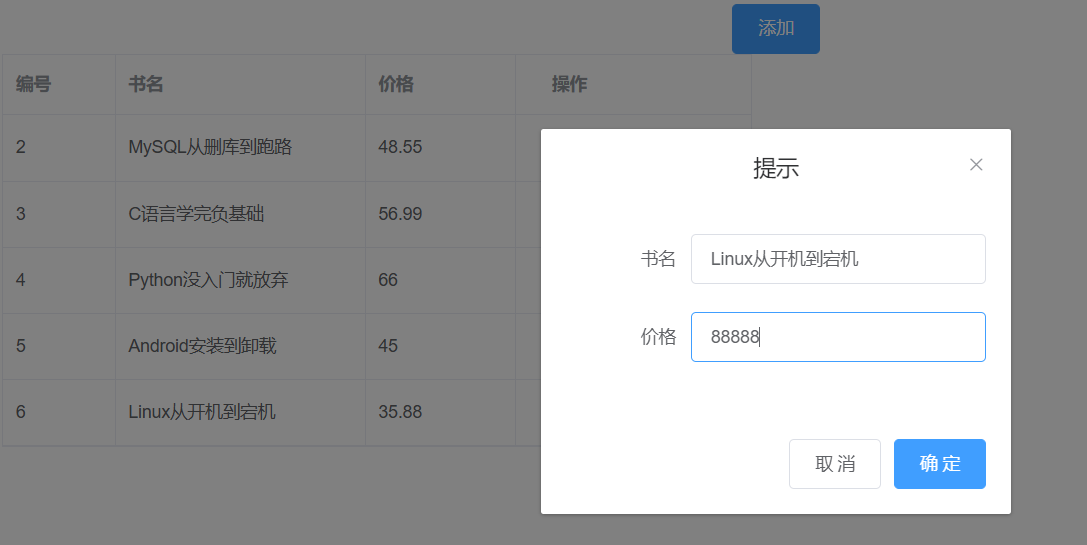 添加
编号 书名 价格 操作
2 MySQL从删库到跑路 48.55
3 C语言学完负基础 56.99
4 Python没入门就放弃 66
5 Android安装到卸载 45
6 Linux从开机到宕机 35.88
提示
书名 Linux从开机到宕机
价格 88888
取消 确定